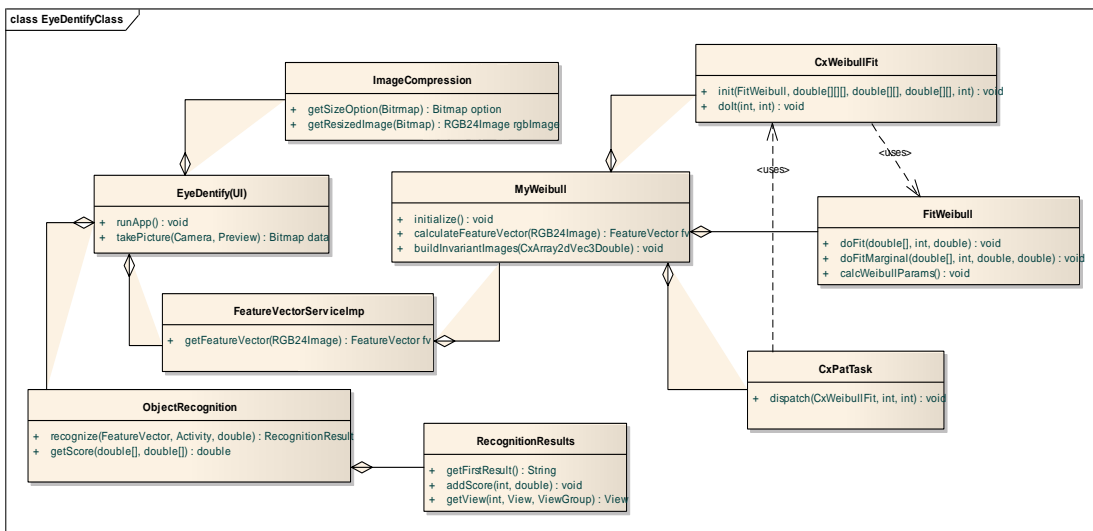 class EyeDentifyClass
ImageCompression
+ getSizeOption(Bitrmap) : Bitmap option
+ getResizedImage(Bitmap) : RGB24Image rgbImage
CxWeibullFit
+ init(FitWeibull, double[][][], double[][], double[][], int) : void
+ doIt(int, int) : void
<uses>
<uses>
EyeDentify(UI)
+ runApp() : void
+ takePicture(Camera, Preview) : Bitmap data
MyWeibull
+ initialize() : void
+ calculateFeatureVector(RGB24Image) : FeatureVector fv
+ buildInvariantImages(CxArray2dVec3Double) : void
FitWeibull
+ doFit(double[], int, double) : void
+ doFitMarginal(double[], int, double, double) : void
+ calcWeibullParams() : void
FeatureVectorServiceImp
+ getFeatureVector(RGB24Image) : FeatureVector fv
CxPatTask
+ dispatch(CxWeibullFit, int, int) : void
ObjectRecognition
+ recognize(FeatureVector, Activity, double) : RecognitionResult
+ getScore(double[], double[]) : double
RecognitionResults
+ getFirstResult() : String
+ addScore(int, double) : void
+ getView(int, View, ViewGroup) : View